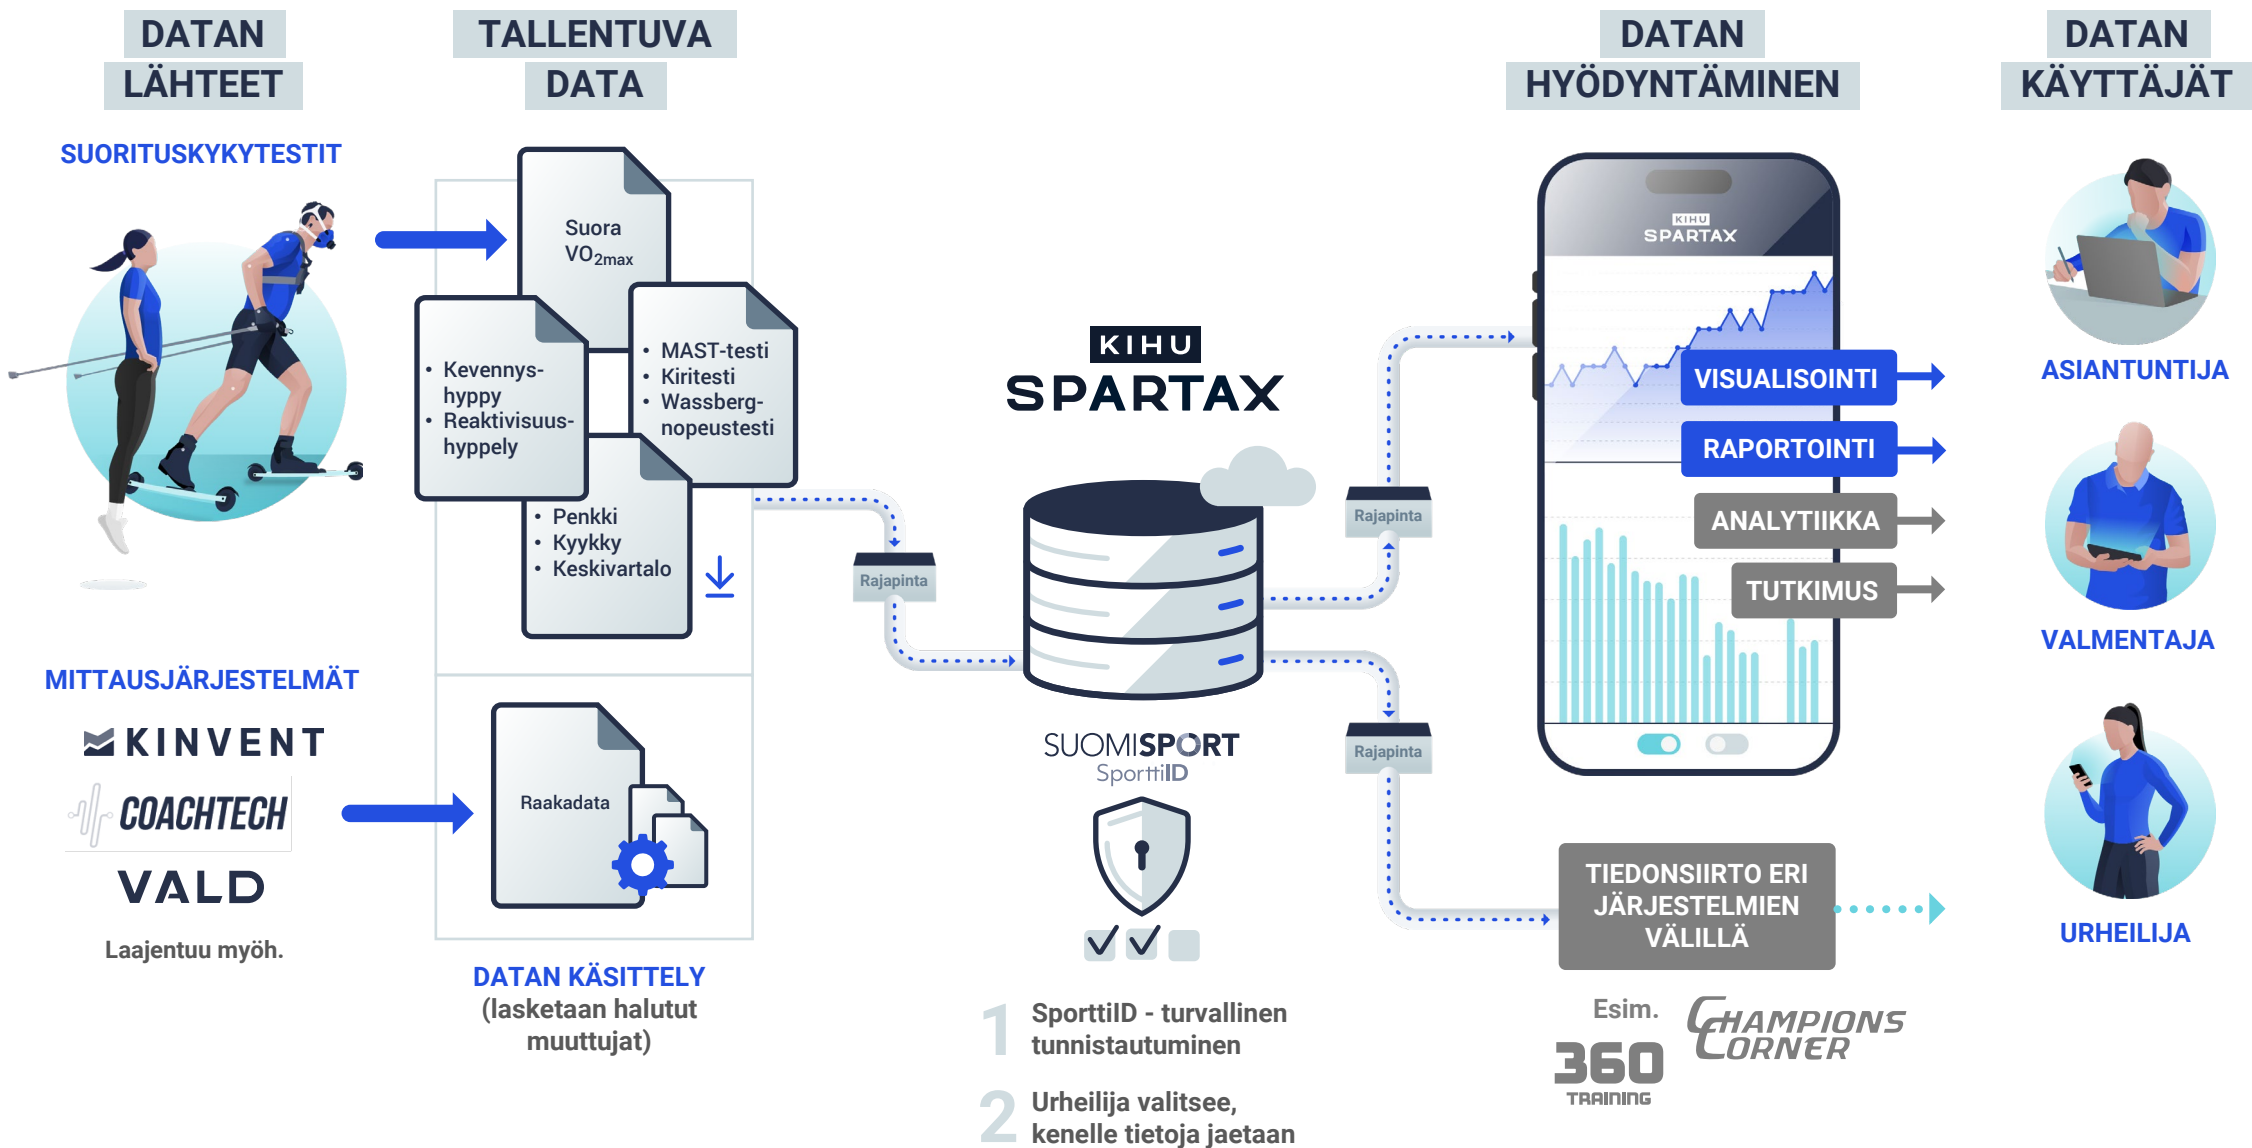 DATAN
LÄHTEET
SUORITUSKYKYTESTIT
MITTAUSJÄRJESTELMÄT
KINVENT
COACHTECH
VALD
Laajentuu myöh.
TALLENTUVA
DATA
Suora
VO2max
• Kevennys-
hyppy
• Reaktivisuus-
hyppely
• MAST-testi
• Kiritesti
• Wassberg-
nopeustesti
• Penkki
• Kyykky
• Keskivartalo
Raakadata
DATAN KÄSITTELY
(lasketaan halutut
muuttujat)
Rajapinta
KIHU
SPARTAX
SUOMISPORT
SporttiID
1 SporttiID - turvallinen
tunnistautuminen
2 Urheilija valitsee,
kenelle tietoja jaetaan
Rajapinta
Rajapinta
DATAN
HYÖDYNTÄMINEN
KIHU
SPARTAX
VISUALISOINTI
RAPORTOINTI
ANALYTIIKKA
TUTKIMUS
TIEDONSIIRTO ERI
JÄRJESTELMIEN
VÄLILLÄ
Esim.
CHAMPIONS
CORNER
360
TRAINING
DATAN
KÄYTTÄJÄT
ASIANTUNTIJA
VALMENTAJA
URHEILIJA